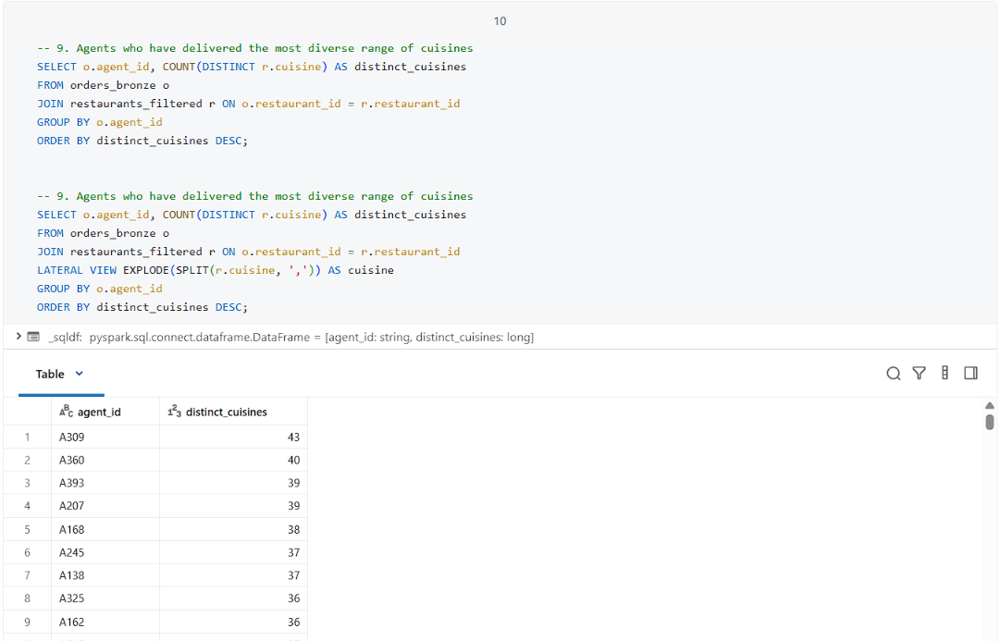 10
-- 9. Agents who have delivered the most diverse range of cuisines
SELECT o.agent_id, COUNT(DISTINCT r.cuisine) AS distinct_cuisines
FROM orders_bronze o
JOIN restaurants_filtered r ON o.restaurant_id = r.restaurant_id
GROUP BY o.agent_id
ORDER BY distinct_cuisines DESC;
-- 9. Agents who have delivered the most diverse range of cuisines
SELECT o.agent_id, COUNT(DISTINCT r.cuisine) AS distinct_cuisines
FROM orders_bronze o
JOIN restaurants_filtered r ON o.restaurant_id = r.restaurant_id
LATERAL VIEW EXPLODE(SPLIT(r.cuisine, ',')) AS cuisine
GROUP BY o.agent_id
ORDER BY distinct_cuisines DESC;
_sqldf: pyspark.sql.connect.dataframe.DataFrame = [agent_id: string, distinct_cuisines: long]
Table
ABC agent_id 123 distinct_cuisines
1 A309 43
2 A360 40
3 A393 39
4 A207 39
5 A168 38
6 A245 37
7 A138 37
8 A325 36
9 A162 36